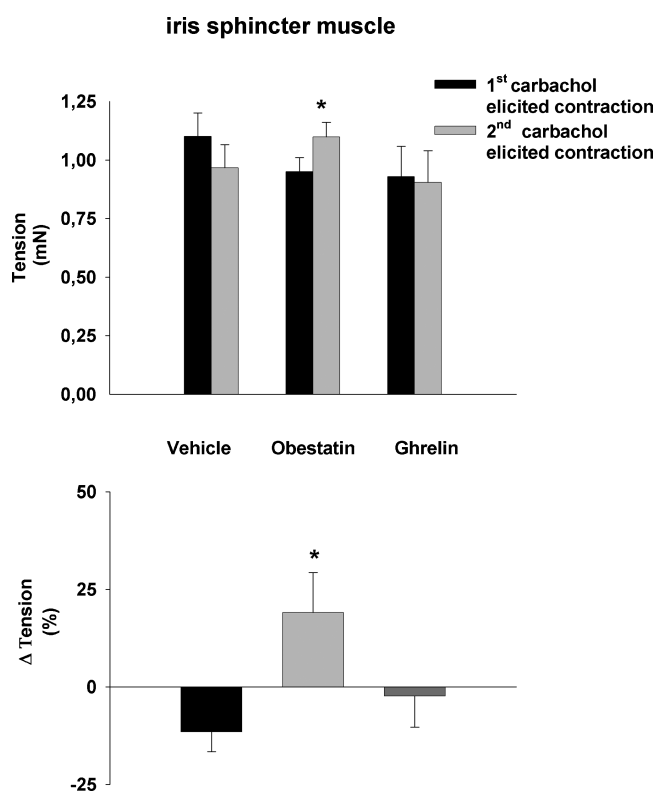 iris sphincter muscle
1st carbachol
elicited contraction
2nd carbachol
elicited contraction
*
1,25
1,00
0,75
0,50
0,25
0,00
Tension
(mN)
Vehicle Obestatin Ghrelin
50
25
0
-25
*
Δ Tension
(%)